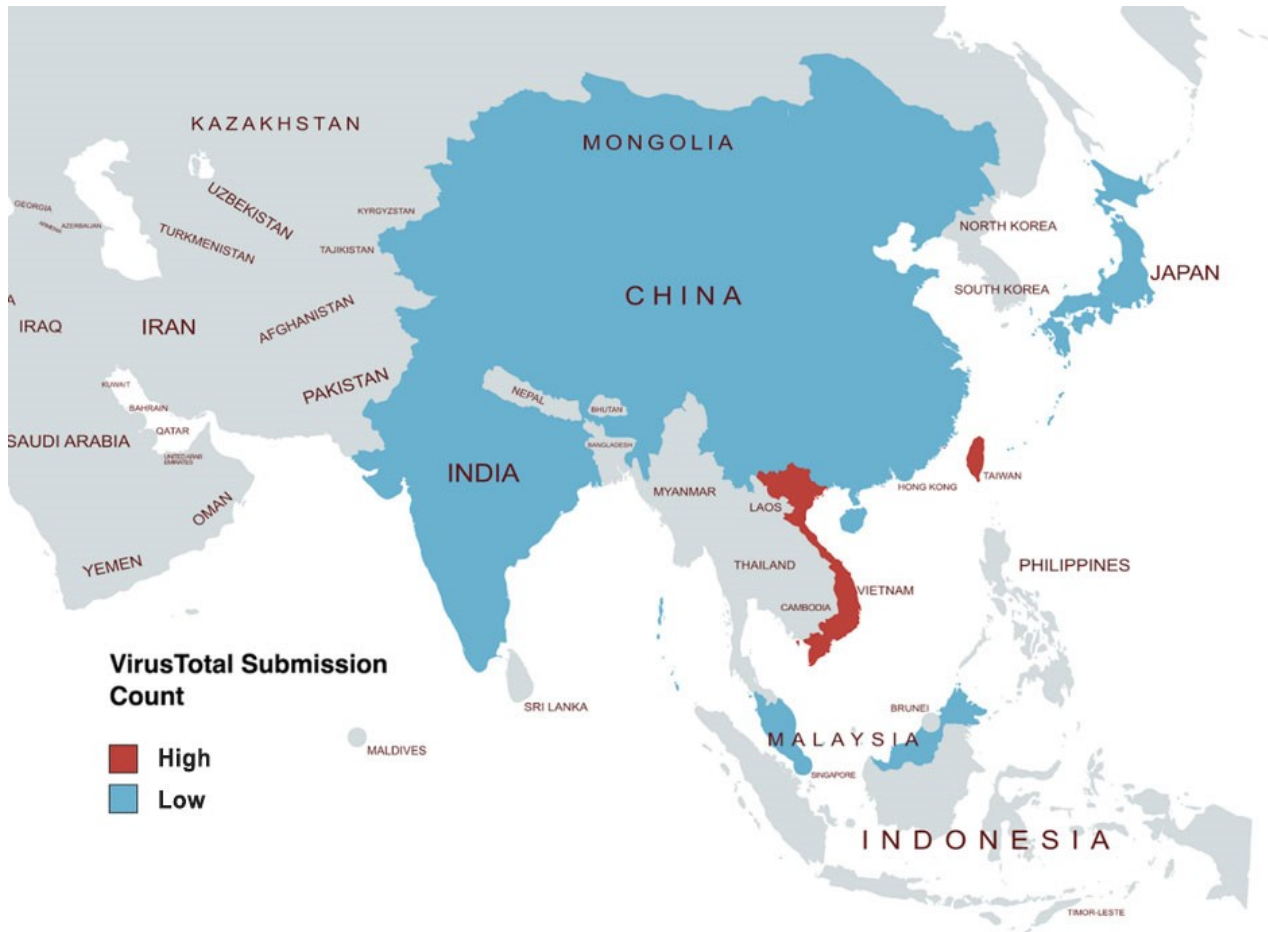 KAZAKHSTAN
MONGOLIA
UZBEKISTAN
GEORGIA
ARMENIA
AZERBAIJAN
KYRGYZSTAN
TURKMENISTAN
TAJIKISTAN
NORTH KOREA
JAPAN
SOUTH KOREA
CHINA
A
IRAQ
IRAN
AFGHANISTAN
PAKISTAN
KUWAIT
NEPAL
BAHRAIN
BHUTAN
QATAR
SAUDI ARABIA
BANGLADESH
UNITED ARAB
EMIRATES
INDIA
TAIWAN
HONG KONG
MYANMAR
LAOS
OMAN
YEMEN
THAILAND
PHILIPPINES
VIETNAM
CAMBODIA
VirusTotal Submission
Count
SRI LANKA
BRUNEI
MALAYSIA
MALDIVES
High
SINGAPORE
Low
INDONESIA
TIMOR-LESTE